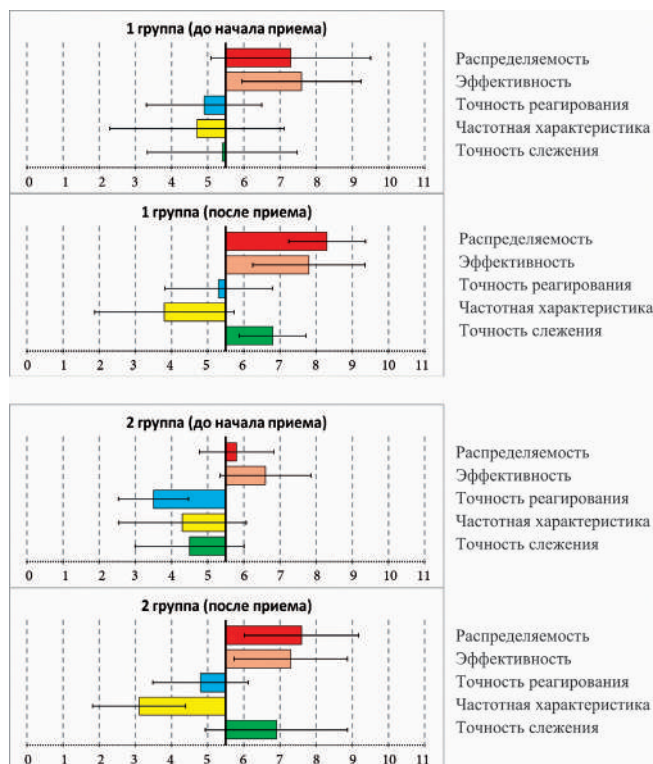 1 группа (до начала приема)
Распределяемость
Эффективность
Точность реагирования
Частотная характеристика
Точность слежения
0 1 2 3 4 5 6 7 8 9 10 11
1 группа (после приема)
Распределяемость
Эффективность
Точность реагирования
Частотная характеристика
Точность слежения
0 1 2 3 4 5 6 7 8 9 10 11
2 группа (до начала приема)
Распределяемость
Эффективность
Точность реагирования
Частотная характеристика
Точность слежения
0 1 2 3 4 5 6 7 8 9 10 11
2 группа (после приема)
Распределяемость
Эффективность
Точность реагирования
Частотная характеристика
Точность слежения
0 1 2 3 4 5 6 7 8 9 10 11